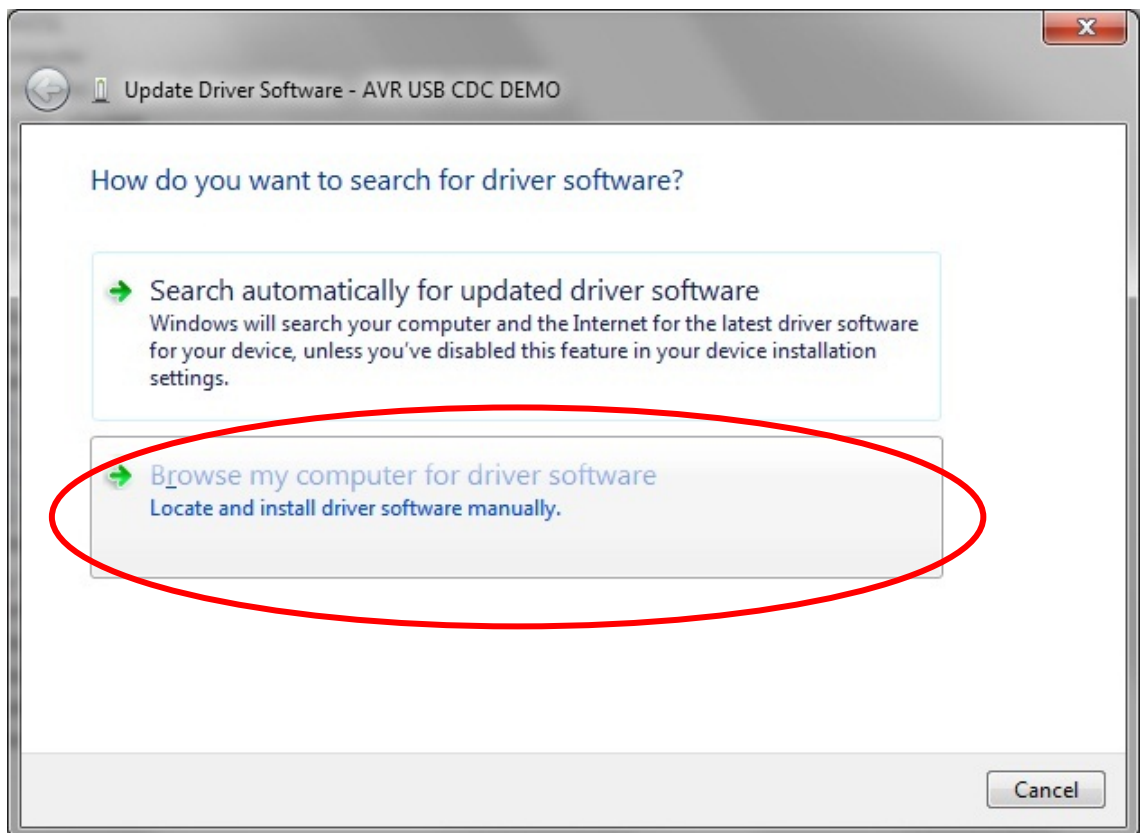 Update Driver Software - AVR USB CDC DEMO
How do you want to search for driver software?
Search automatically for updated driver software
Windows will search your computer and the Internet for the latest driver software
for your device, unless you've disabled this feature in your device installation
settings.
Browse my computer for driver software
Locate and install driver software manually.
Cancel